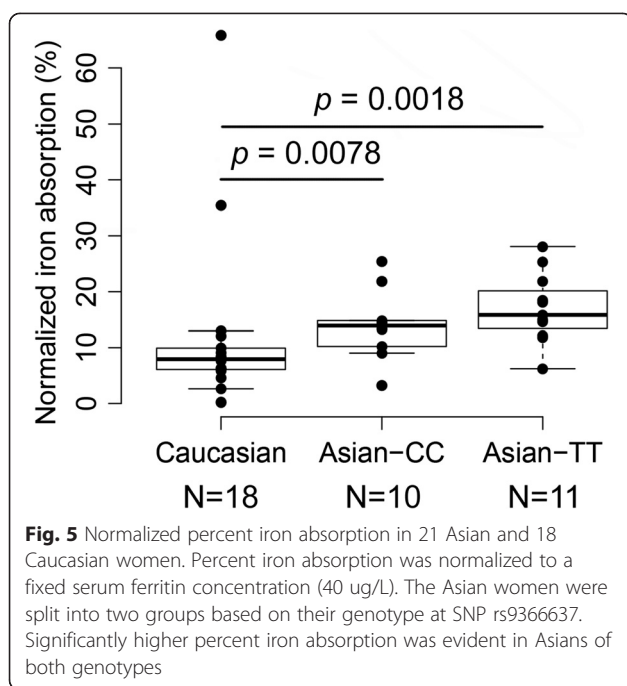 Normalized iron absorption (%)
60
50
40
30
20
10
0
p = 0.0018
p = 0.0078
Caucasian Asian−CC Asian−TT
N=18 N=10 N=11
Fig. 5 Normalized percent iron absorption in 21 Asian and 18
Caucasian women. Percent iron absorption was normalized to a
fixed serum ferritin concentration (40 ug/L). The Asian women were
split into two groups based on their genotype at SNP rs9366637.
Significantly higher percent iron absorption was evident in Asians of
both genotypes